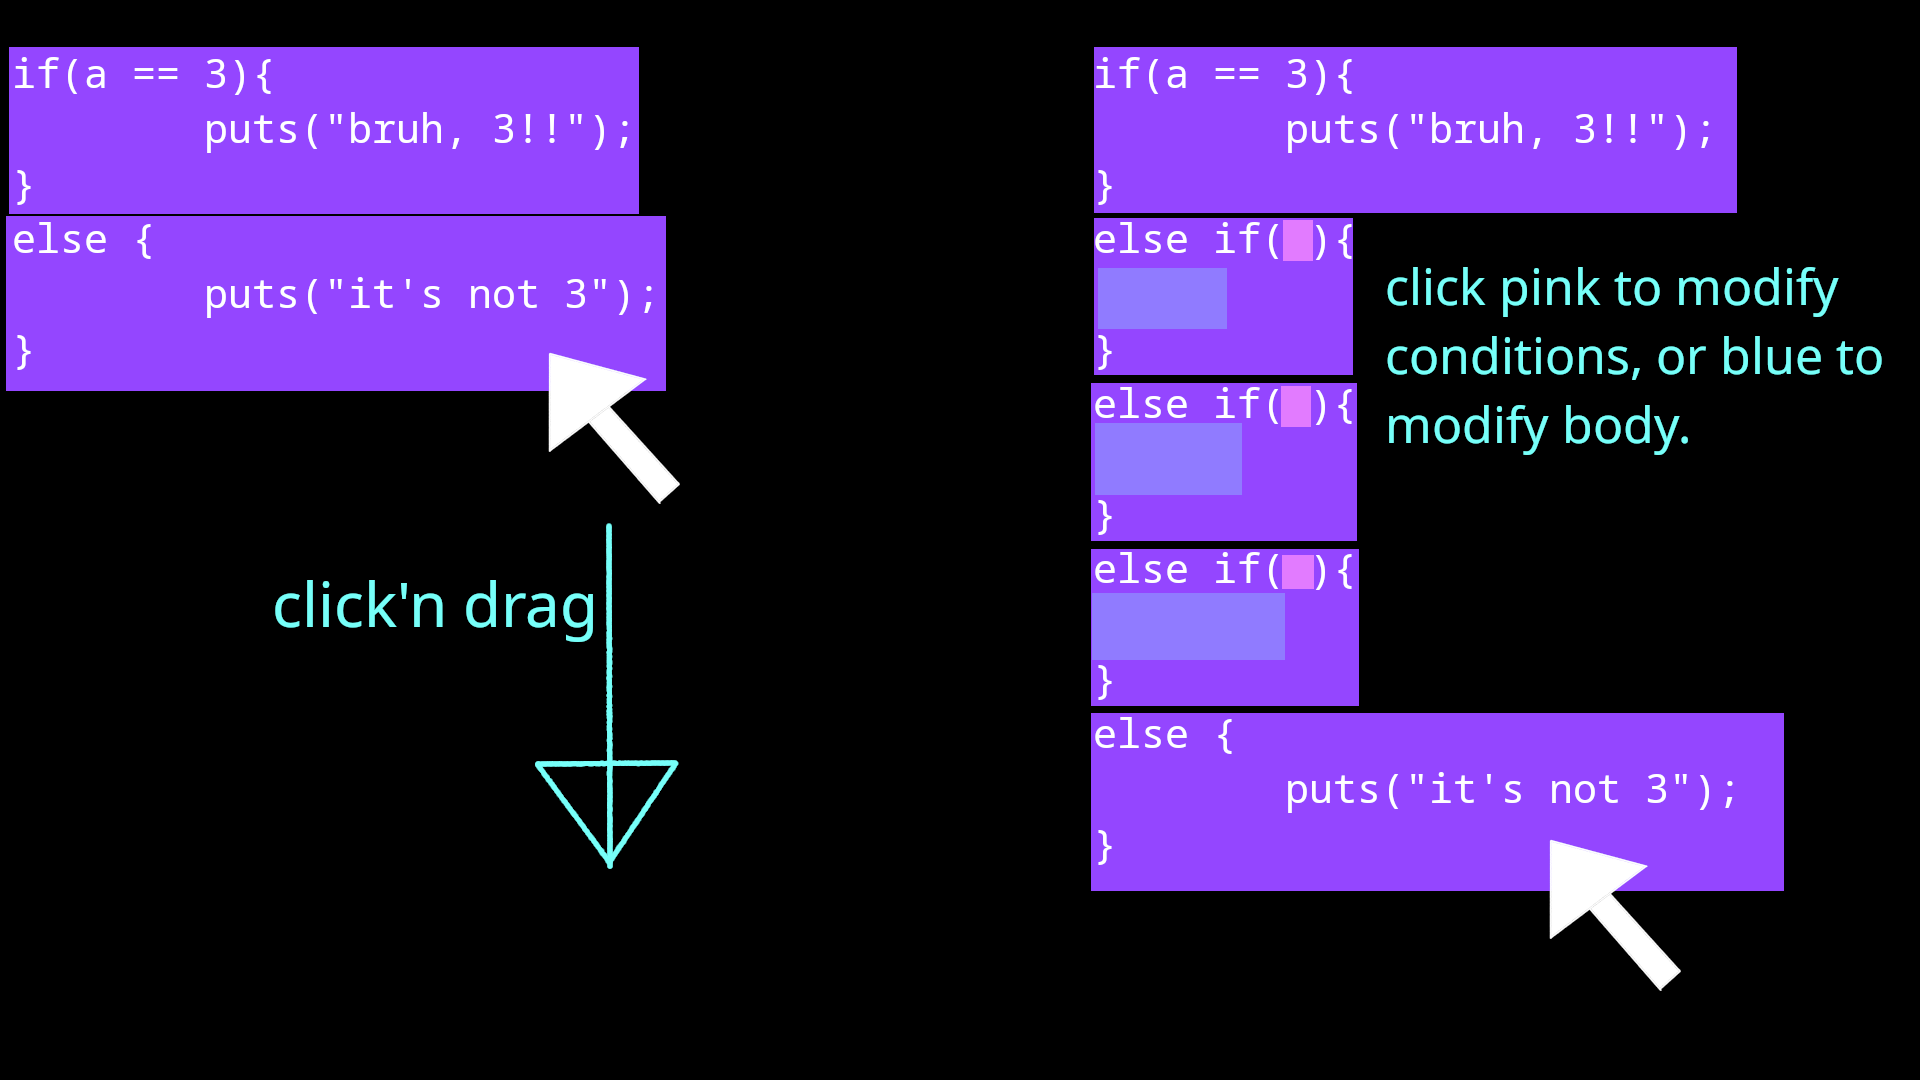 if(a == 3){
puts("bruh, 3!!");
}
else {
puts("it's not 3");
}
click'n drag
if(a == 3){
puts("bruh, 3!!");
}
else if( ){
}
else if( ){
}
else if( ){
}
else {
puts("it's not 3");
}
click pink to modify
conditions, or blue to
modify body.